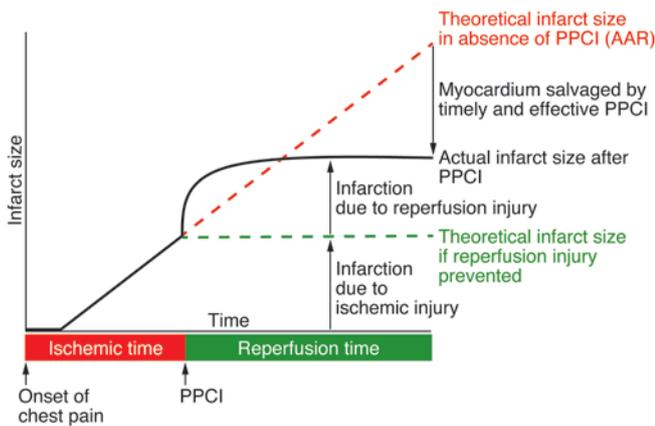 Theoretical infarct size
in absence of PPCI (AAR)
Myocardium salvaged by
timely and effective PPCI
Actual infarct size after
PPCI
Infarction
due to reperfusion injury
Theoretical infarct size
if reperfusion injury
prevented
Infarction
due to
ischemic injury
Infarct size
Time
Ischemic time
Reperfusion time
Onset of
chest pain
PPCI